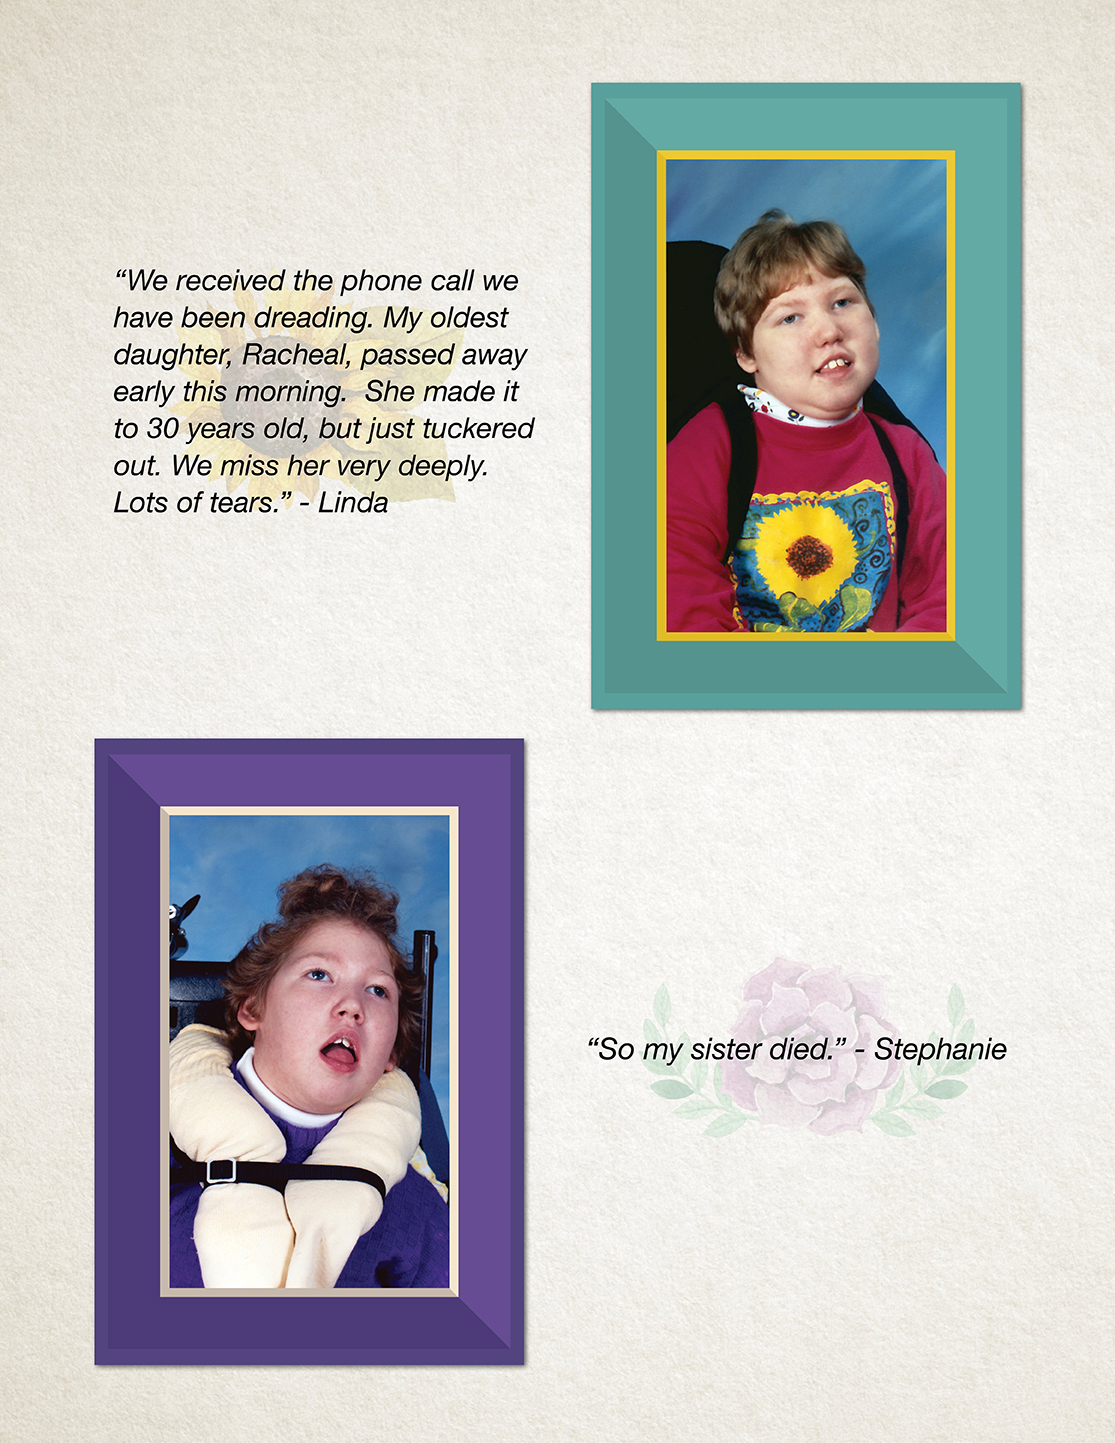 “We received the phone call we
have been dreading. My oldest
daughter, Racheal, passed away
early this morning.  She made it
to 30 years old, but just tuckered
out. We miss her very deeply.
Lots of tears.” - Linda
“So my sister died.” - Stephanie